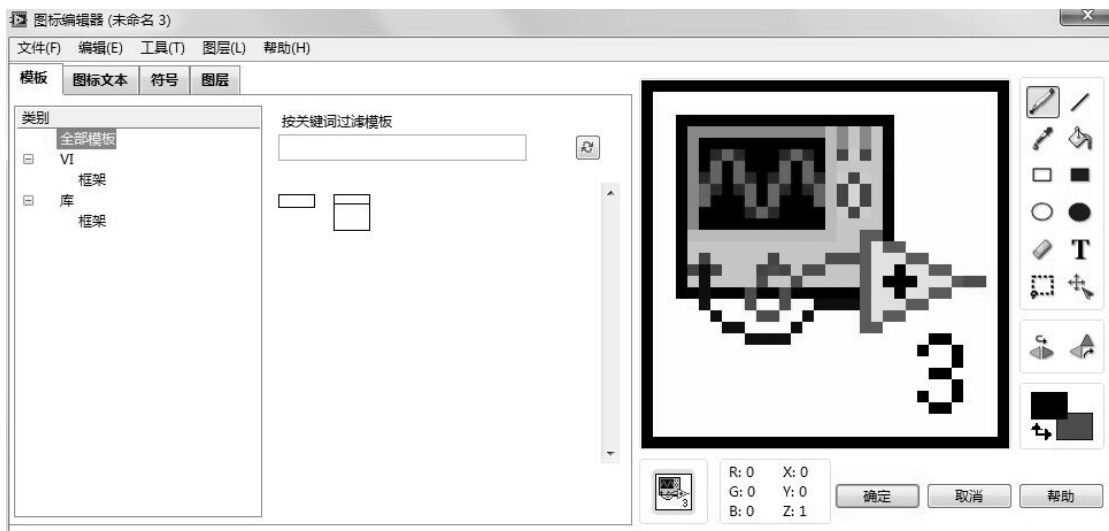 图标编辑器 (未命名 3)
文件(F) 编辑(E) 工具(T) 图层(L) 帮助(H)
模板 图标文本 符号 图层
类别
全部模板
VI
框架
库
框架
按关键词过滤模板
3
T
3
R: 0 X: 0
G: 0 Y: 0
B: 0 Z: 1
确定 取消 帮助